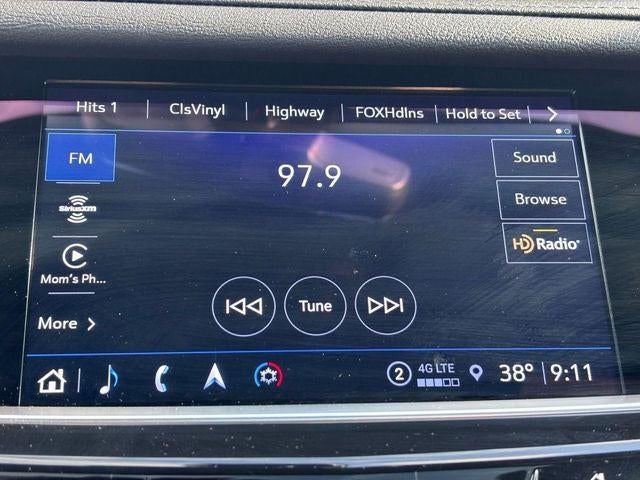 Hits 1 ClsVinyl Highway FOXHdlns Hold to Set
FM
97.9
Sound
SiriusXM
Browse
HD Radio
Mom's Ph...
More
Tune
2 4G LTE 38° 9:11